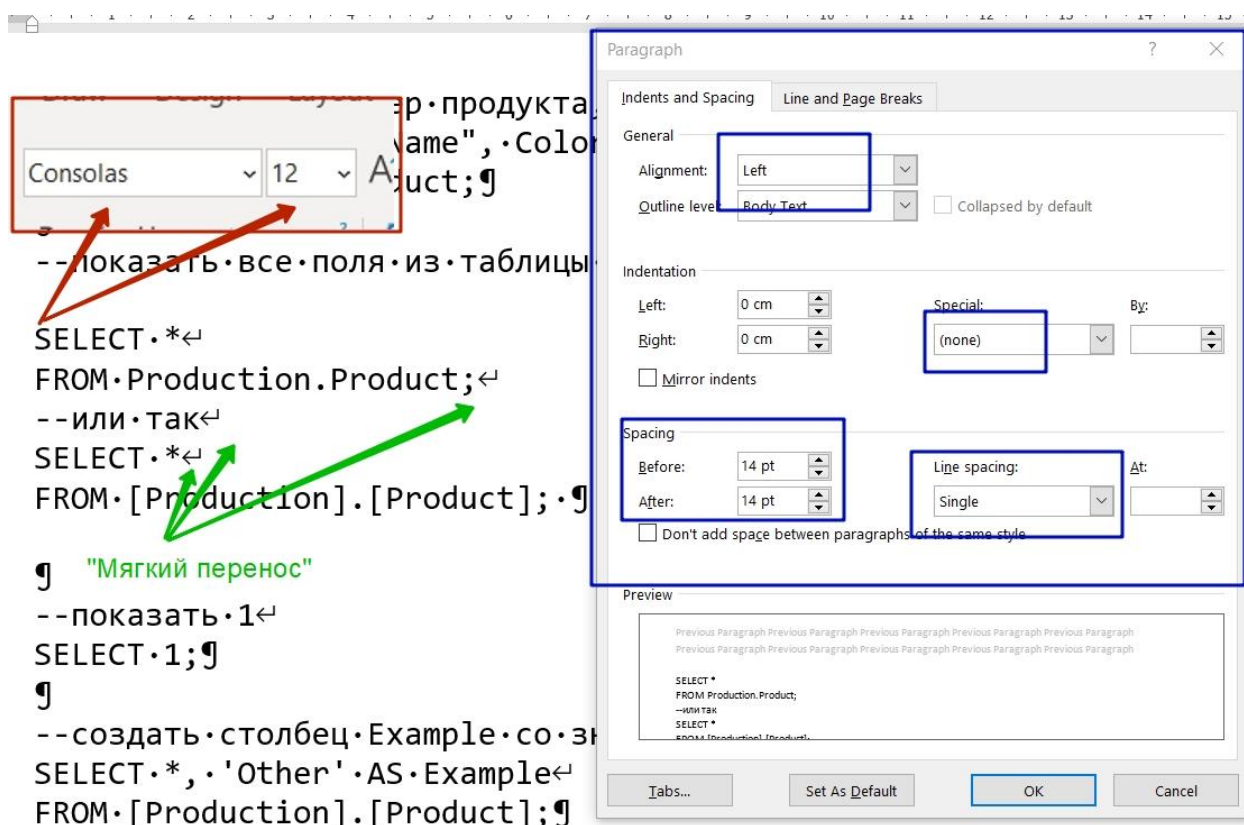 Paragraph
Indents and Spacing
Line and Page Breaks
General
Alignment:
Left
Outline level:
Body Text
Collapsed by default
Indentation
Left:
0 cm
Right:
0 cm
Special:
By:
(none)
Mirror indents
Spacing
Before:
14 pt
After:
14 pt
Line spacing:
At:
Single
Don't add space between paragraphs of the same style
Preview
Previous Paragraph Previous Paragraph Previous Paragraph Previous Paragraph Previous Paragraph
Previous Paragraph Previous Paragraph Previous Paragraph Previous Paragraph Previous Paragraph
SELECT *
FROM Production.Product;
--или так
SELECT *
FROM [Production].[Product];
Tabs...
Set As Default
OK
Cancel
Consolas
12
продукта,
Name",·Color
duct;¶
--показать·все·поля·из·таблицы
SELECT·*↵
FROM·Production.Product;↵
--или·так↵
SELECT·*↵
FROM·[Production].[Product];·¶
¶
"Мягкий перенос"
--показать·1↵
SELECT·1;¶
¶
--создать·столбец·Example·со·зн
SELECT·*,·'Other'·AS·Example↵
FROM·[Production].[Product];¶